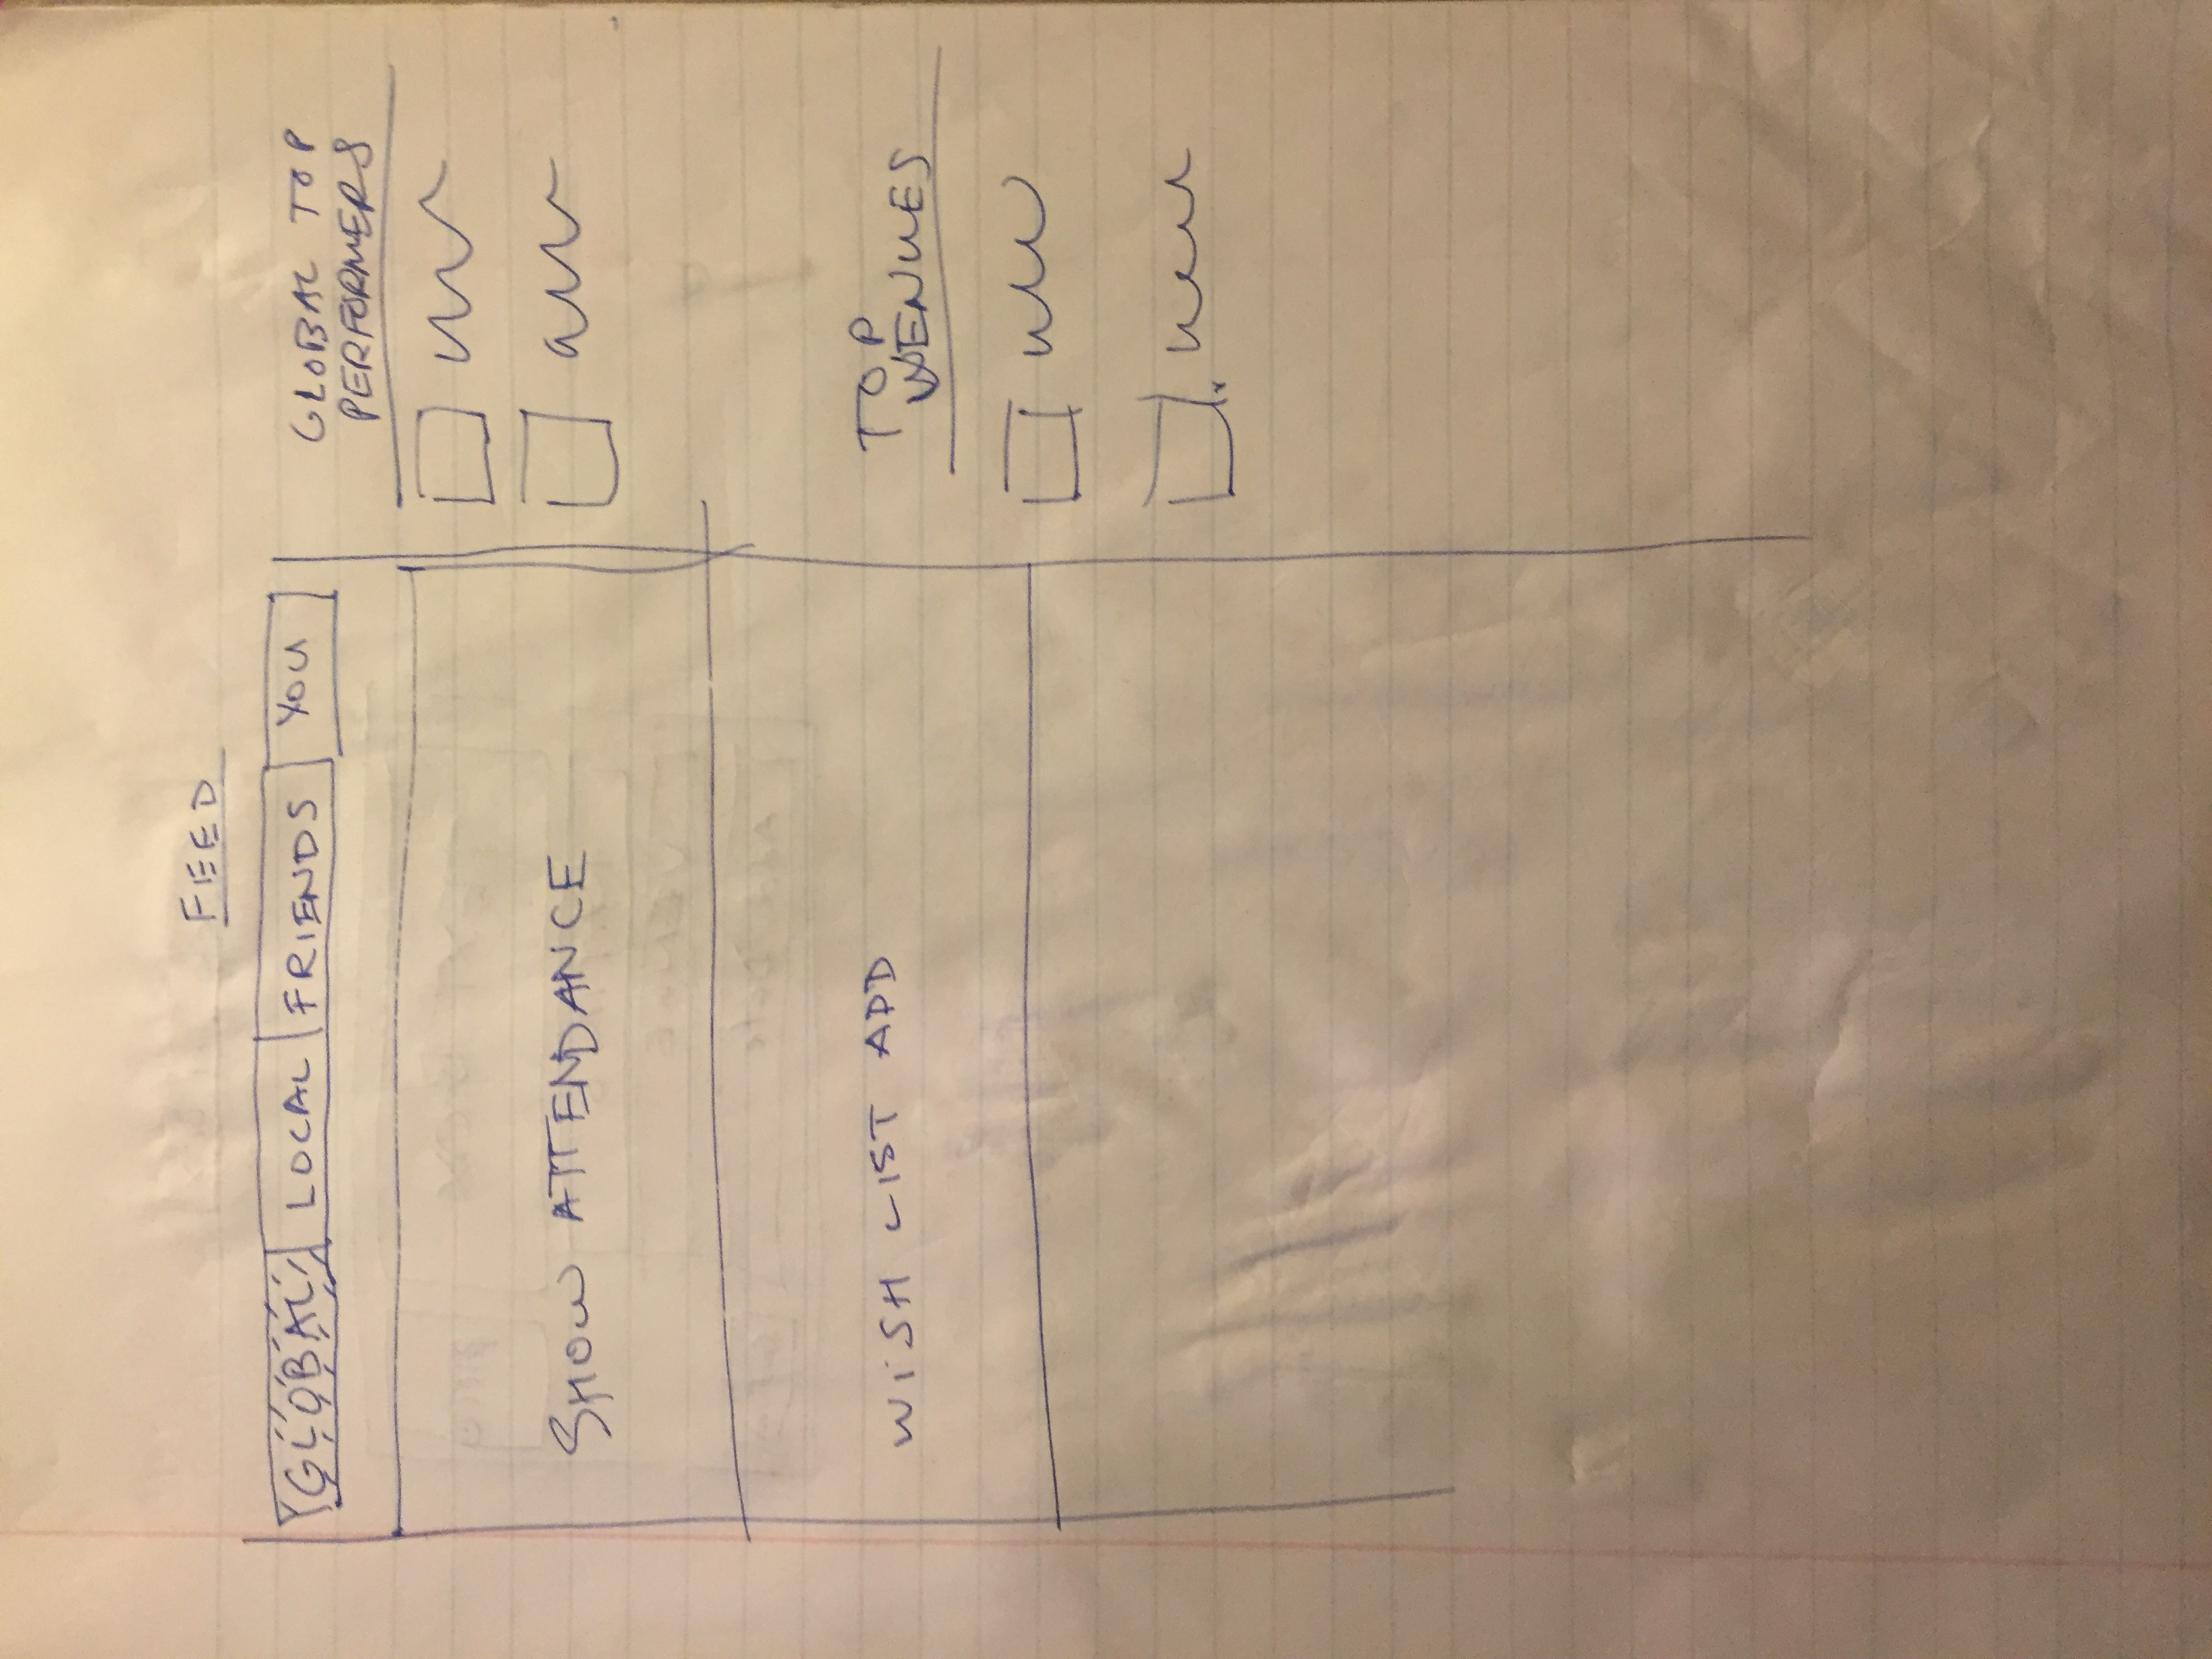 FEED
GLOBAL LOCAL FRIENDS YOU
SHOW ATTENDANCE
WISH LIST ADD
GLOBAL TOP
PERFORMERS
TOP
VENUES